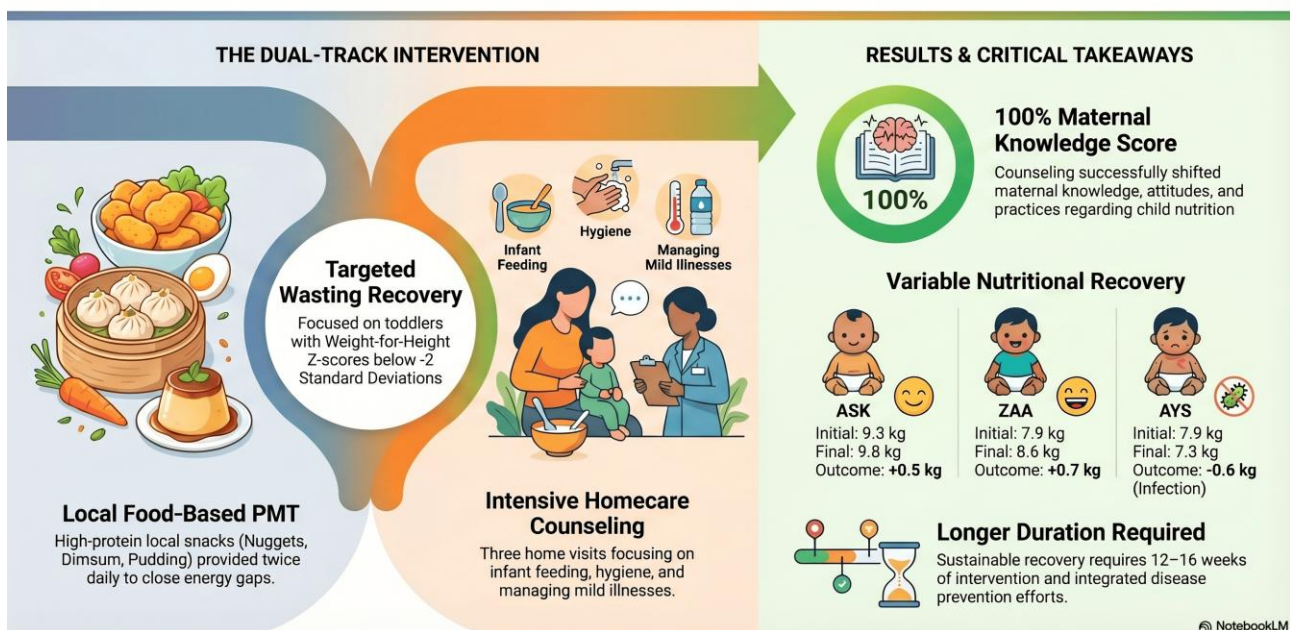 THE DUAL-TRACK INTERVENTION
Targeted
Wasting Recovery
Focused on toddlers
with Weight-for-Height
Z-scores below -2
Standard Deviations
Infant
Feeding
Hygiene
Managing
Mild Illnesses
Local Food-Based PMT
High-protein local snacks (Nuggets,
Dimsum, Pudding) provided twice
daily to close energy gaps.
Intensive Homecare
Counseling
Three home visits focusing on
infant feeding, hygiene, and
managing mild illnesses.
RESULTS & CRITICAL TAKEAWAYS
100%
100% Maternal
Knowledge Score
Counseling successfully shifted
maternal knowledge, attitudes, and
practices regarding child nutrition
Variable Nutritional Recovery
ASK
Initial: 9.3 kg
Final: 9.8 kg
Outcome: +0.5 kg
ZAA
Initial: 7.9 kg
Final: 8.6 kg
Outcome: +0.7 kg
AYS
Initial: 7.9 kg
Final: 7.3 kg
Outcome: -0.6 kg
(Infection)
Longer Duration Required
Sustainable recovery requires 12–16 weeks
of intervention and integrated disease
prevention efforts.
NotebookLM